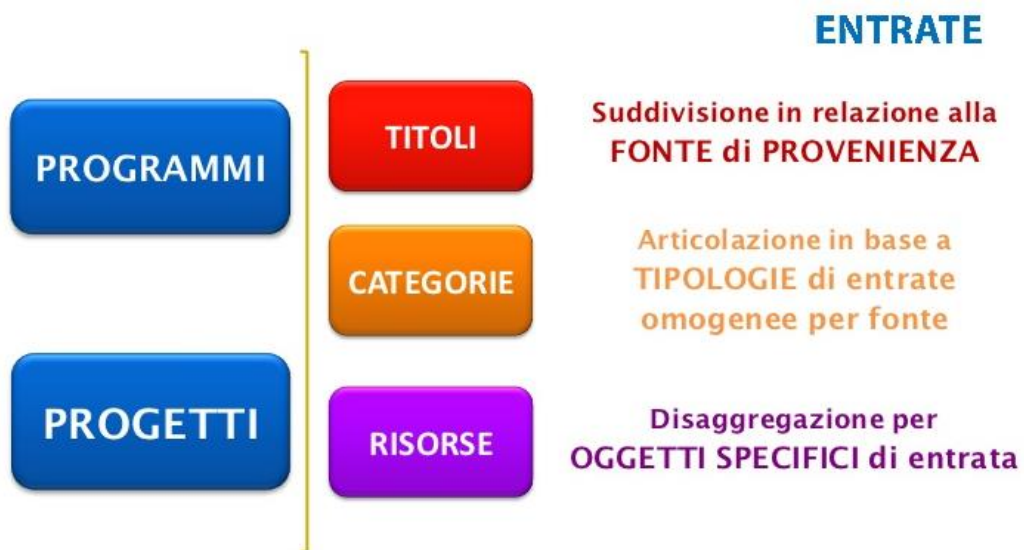 ENTRATE
PROGRAMMI
PROGETTI
TITOLI
Suddivisione in relazione alla
FONTE di PROVENIENZA
CATEGORIE
Articolazione in base a
TIPOLOGIE di entrate
omogenee per fonte
RISORSE
Disaggregazione per
OGGETTI SPECIFICI di entrata